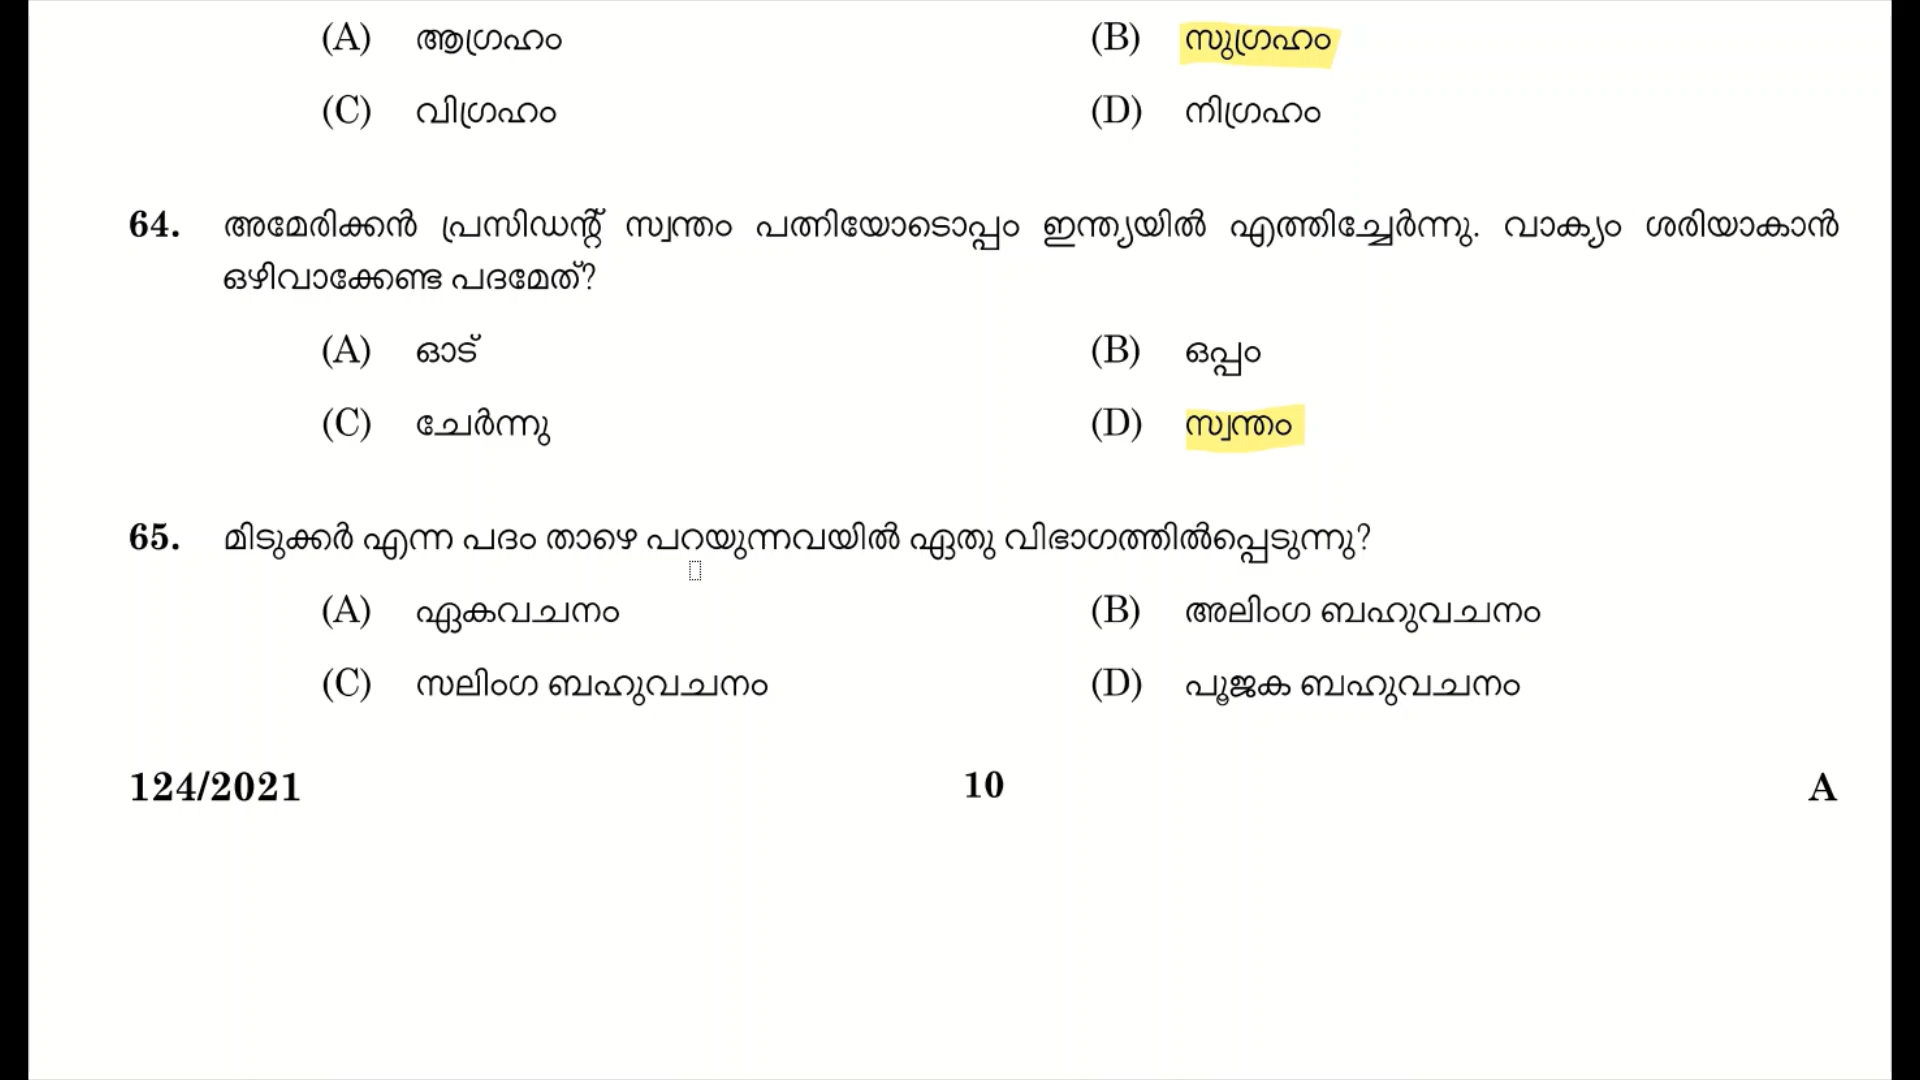 (A) ആഗ്രഹം (B) സുഗ്രഹം
(C) വിഗ്രഹം (D) നിഗ്രഹം
64. അമേരിക്കൻ പ്രസിഡന്റ് സ്വന്തം പത്നിയോടൊപ്പം ഇന്ത്യയിൽ എത്തിച്ചേർന്നു. വാക്യം ശരിയാകാൻ
ഒഴിവാക്കേണ്ട പദമേത്?
(A) ഓട് (B) ഒപ്പം
(C) ചേർന്നു (D) സ്വന്തം
65. മിടുക്കർ എന്ന പദം താഴെ പറയുന്നവയിൽ ഏതു വിഭാഗത്തിൽപ്പെടുന്നു?
(A) ഏകവചനം (B) അലിംഗ ബഹുവചനം
(C) സലിംഗ ബഹുവചനം (D) പൂജക ബഹുവചനം
124/2021 10 A